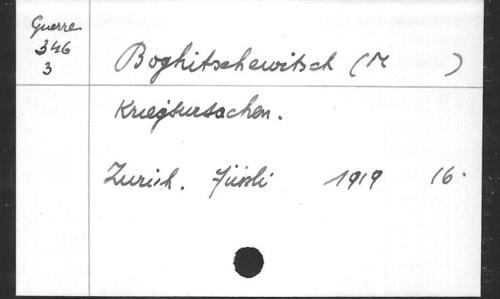 Guerre
346
3
Boghitschewitsch (M )
Kriegsursachen.
Zurich. Füssli 1919 16.